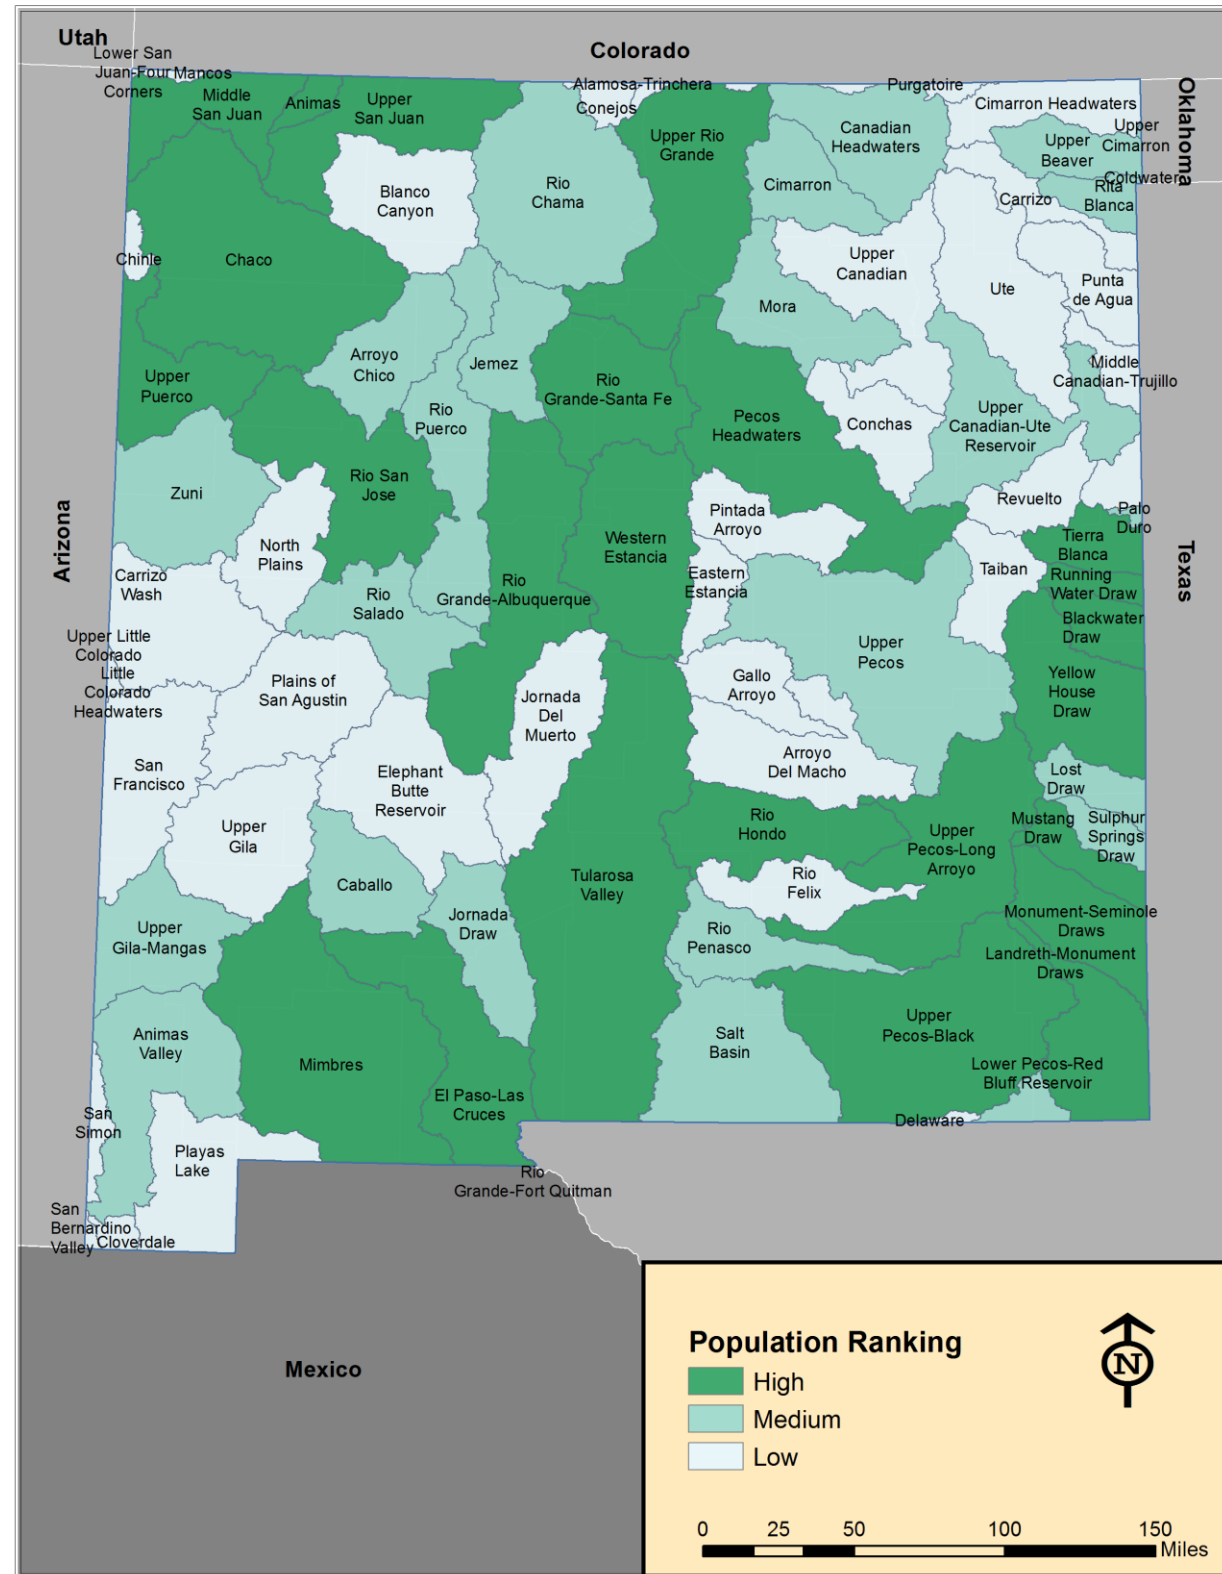 Utah
Colorado
Oklahoma
Arizona
Texas
Mexico
Lower San
Juan-Four
Corners
Mancos
Middle
San Juan
Animas
Upper
San Juan
Alamosa-Trinchera
Conejos
Purgatoire
Cimarron Headwaters
Upper
Cimarron
Upper Rio
Grande
Canadian
Headwaters
Upper
Beaver
Coldwater
Rita
Blanca
Cimarron
Carrizo
Blanco
Canyon
Rio
Chama
Chinle
Chaco
Upper
Canadian
Ute
Punta
de Agua
Mora
Arroyo
Chico
Jemez
Middle
Canadian-Trujillo
Upper
Puerco
Rio
Grande-Santa Fe
Rio
Puerco
Pecos
Headwaters
Conchas
Upper
Canadian-Ute
Reservoir
Zuni
Rio San
Jose
Revuelto
Pintada
Arroyo
Palo
Duro
North
Plains
Western
Estancia
Tierra
Blanca
Carrizo
Wash
Rio
Salado
Rio
Grande-Albuquerque
Eastern
Estancia
Taiban
Running
Water Draw
Blackwater
Draw
Upper Little
Colorado
Little
Colorado
Headwaters
Plains of
San Agustin
Upper
Pecos
Gallo
Arroyo
Yellow
House
Draw
Jornada
Del
Muerto
San
Francisco
Elephant
Butte
Reservoir
Arroyo
Del Macho
Lost
Draw
Upper
Gila
Rio
Hondo
Upper
Pecos-Long
Arroyo
Mustang
Draw
Sulphur
Springs
Draw
Caballo
Tularosa
Valley
Rio
Felix
Upper
Gila-Mangas
Jornada
Draw
Rio
Penasco
Monument-Seminole
Draws
Landreth-Monument
Draws
Animas
Valley
Mimbres
Salt
Basin
Upper
Pecos-Black
El Paso-Las
Cruces
Lower Pecos-Red
Bluff Reservoir
San
Simon
Delaware
Playas
Lake
Rio
Grande-Fort Quitman
San
Bernardino
Valley
Cloverdale
Population Ranking
High
Medium
Low
N
0 25 50 100 150
Miles